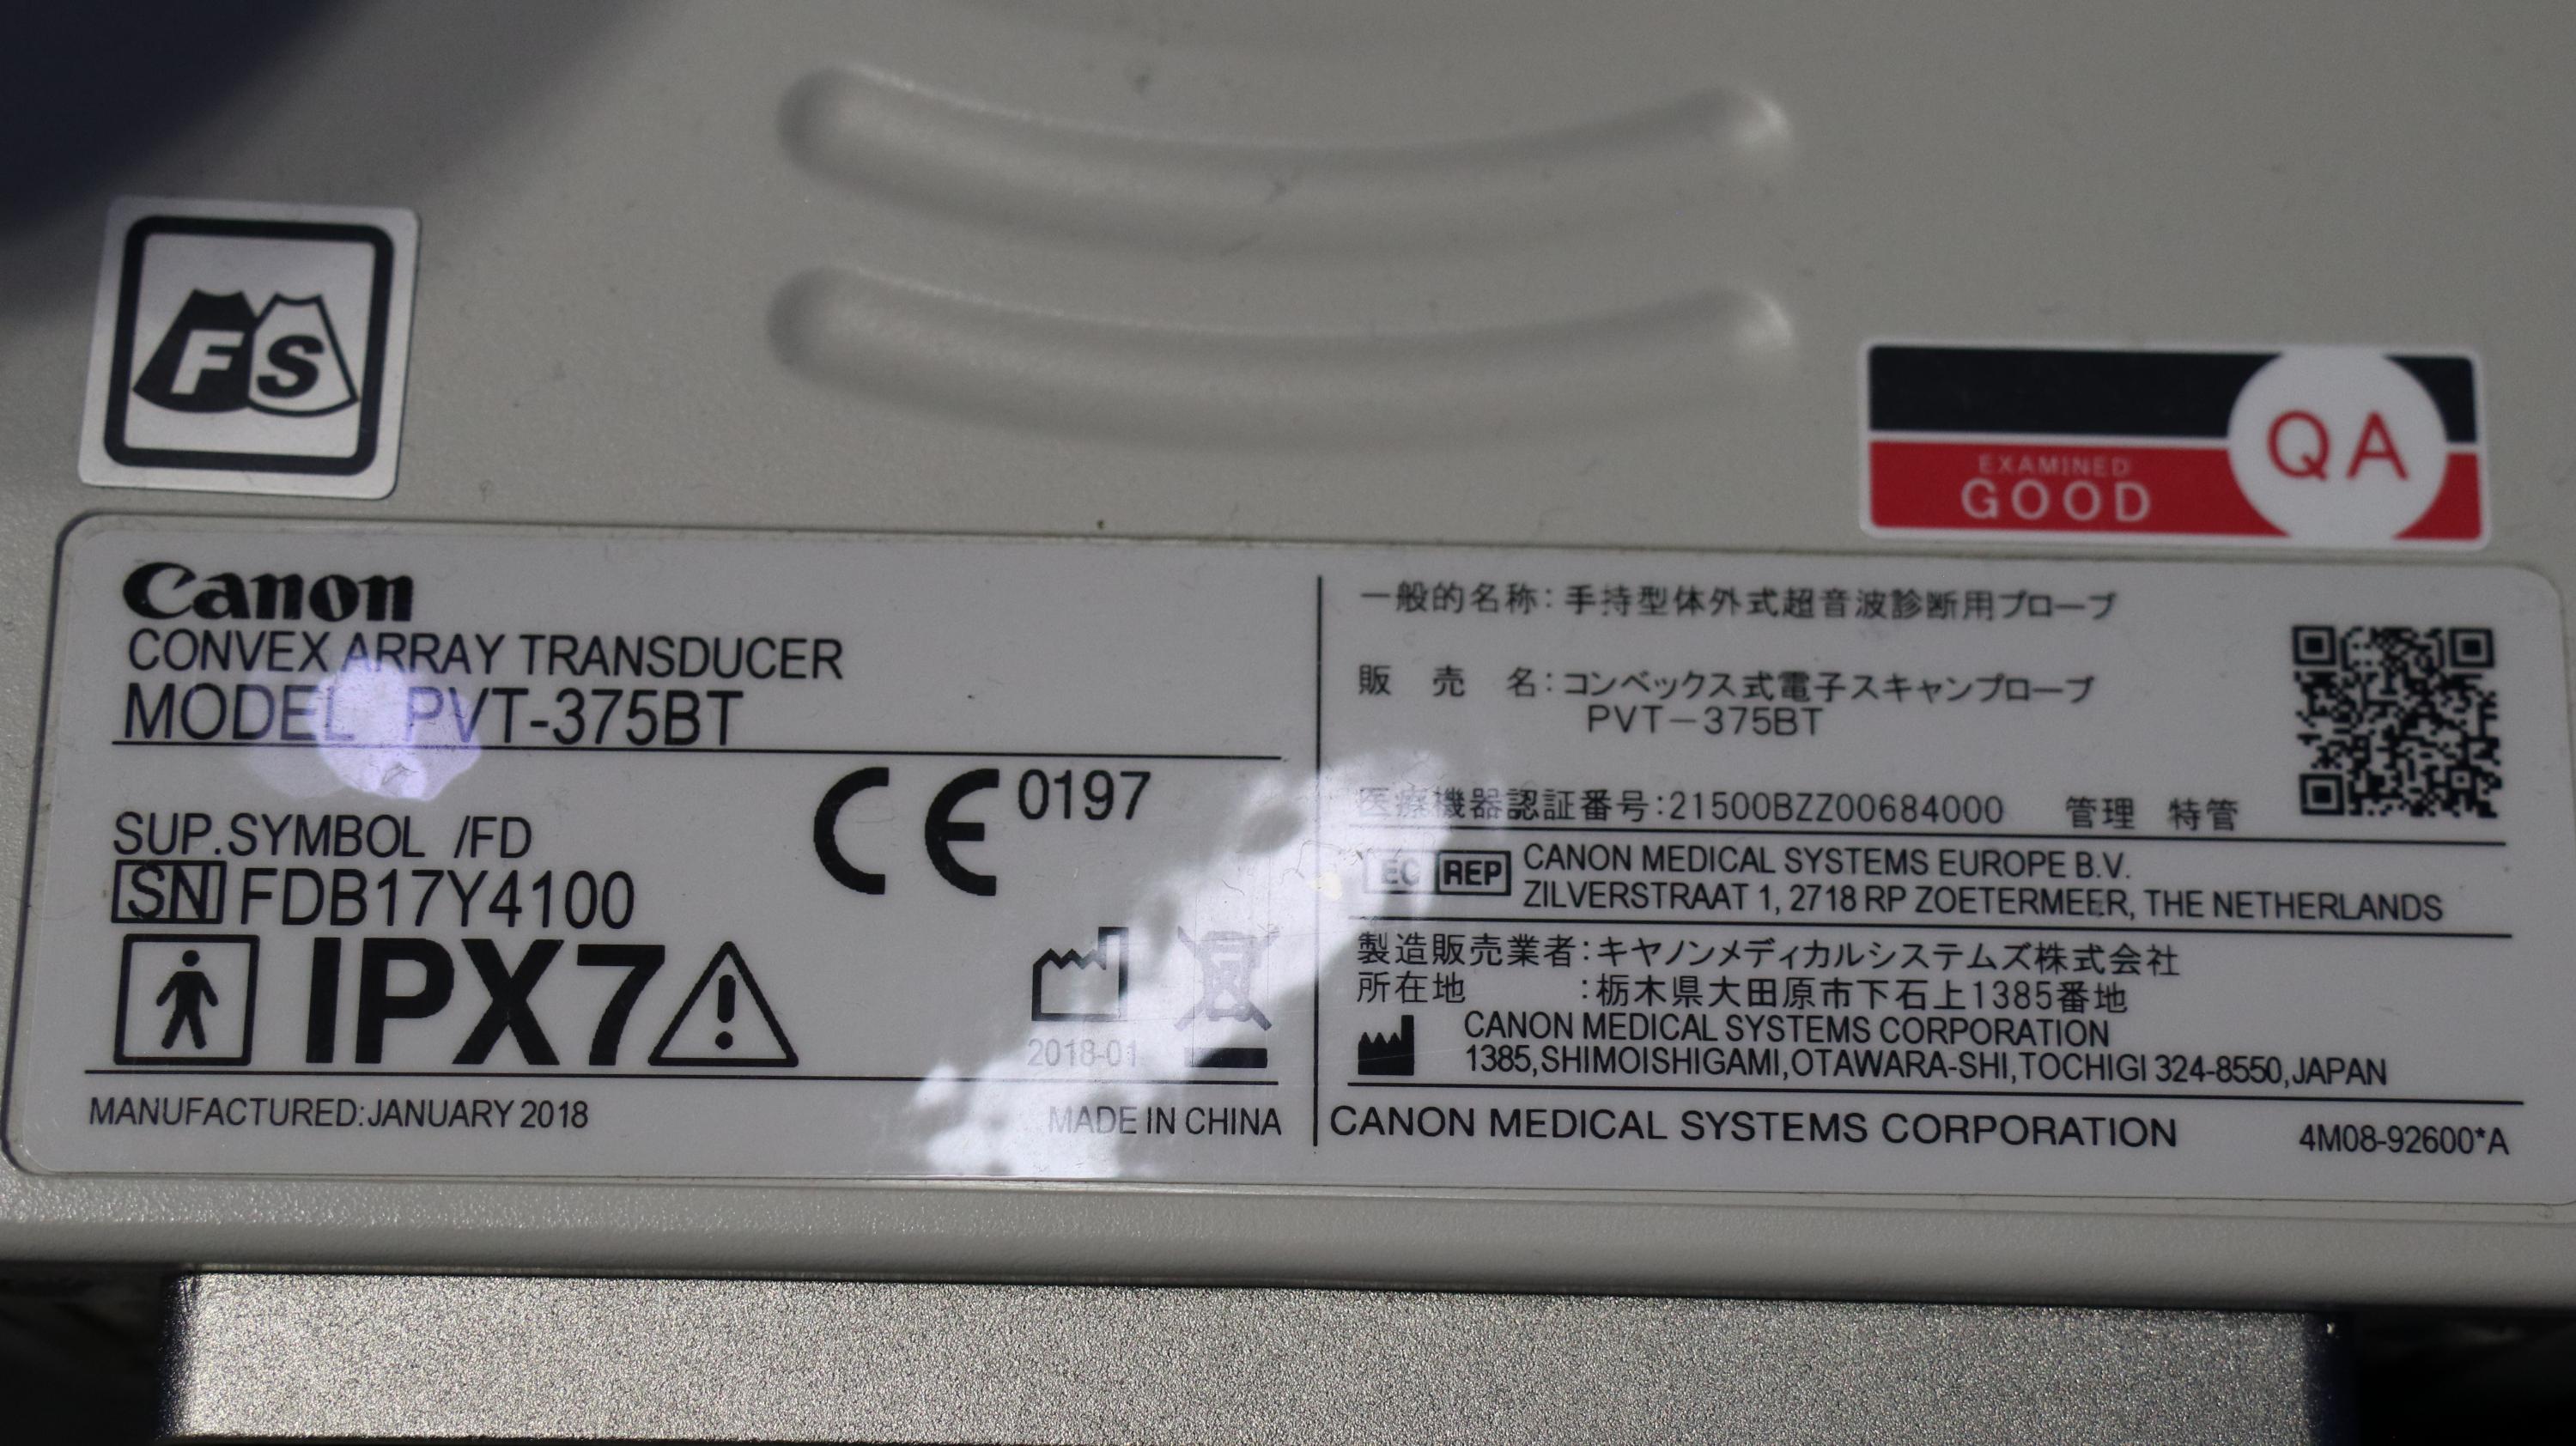 FS
EXAMINED
GOOD
QA
Canon
CONVEX ARRAY TRANSDUCER
MODEL PVT-375BT
CE 0197
SUP.SYMBOL /FD
SN FDB17Y4100
IPX7
2018-01
MANUFACTURED:JANUARY 2018
MADE IN CHINA
一般的名称:手持型体外式超音波診断用プローブ
販 売 名:コンベックス式電子スキャンプローブ
PVT-375BT
医療機器認証番号:21500BZZ00684000 管理 特管
EC REP
CANON MEDICAL SYSTEMS EUROPE B.V.
ZILVERSTRAAT 1, 2718 RP ZOETERMEER, THE NETHERLANDS
製造販売業者:キヤノンメディカルシステムズ株式会社
所在地 :栃木県大田原市下石上1385番地
CANON MEDICAL SYSTEMS CORPORATION
1385,SHIMOISHIGAMI,OTAWARA-SHI,TOCHIGI 324-8550,JAPAN
CANON MEDICAL SYSTEMS CORPORATION
4M08-92600*A